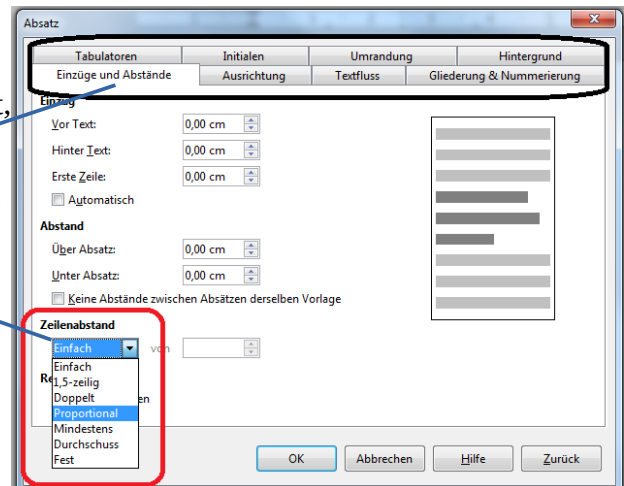 Absatz
Tabulatoren Initialen Umrandung Hintergrund
Einzüge und Abstände Ausrichtung Textfluss Gliederung & Nummerierung
Einzug
Vor Text: 0,00 cm
Hinter Text: 0,00 cm
Erste Zeile: 0,00 cm
Automatisch
Abstand
Über Absatz: 0,00 cm
Unter Absatz: 0,00 cm
Keine Abstände zwischen Absätzen derselben Vorlage
Zeilenabstand
Einfach von
Einfach
1,5-zeilig
Doppelt
Proportional
Mindestens
Durchschuss
Fest
OK Abbrechen Hilfe Zurück